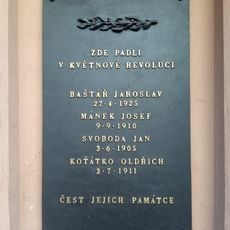 ZDE PADLI
V KVĚTNOVÉ REVOLUCI
BAŠTÁŘ JAROSLAV
27-4-1925
MÁNEK JOSEF
9-9-1910
SVOBODA JAN
3-6-1905
KOŤÁTKO OLDŘICH
3-7-1911
ČEST JEJICH PAMÁTCE